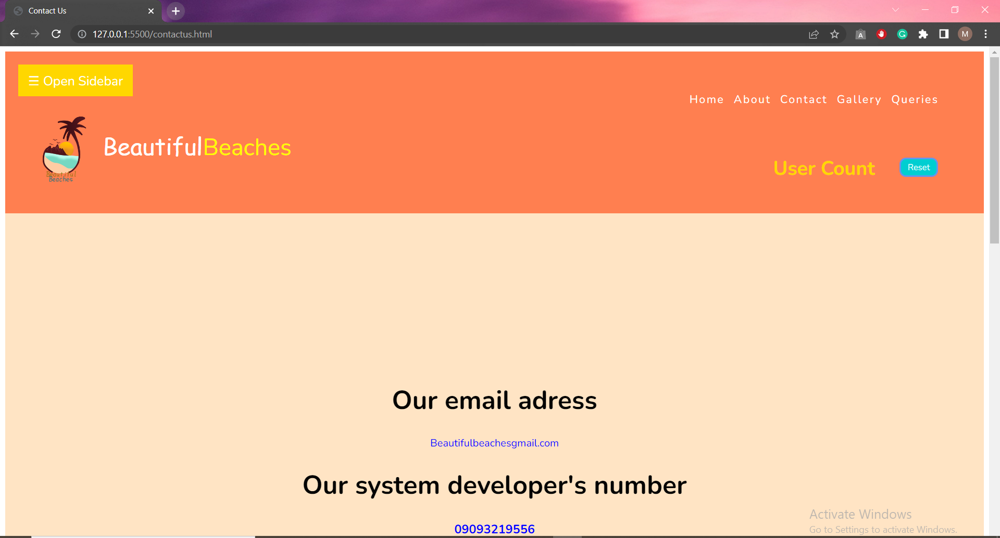 Contact Us
127.0.0.1:5500/contactus.html
A
G
M
☰ Open Sidebar
Home About Contact Gallery Queries
BeautifulBeaches
Beautiful
Beaches
User Count
Reset
Our email adress
Beautifulbeachesgmail.com
Our system developer's number
09093219556
Activate Windows
Go to Settings to activate Windows.